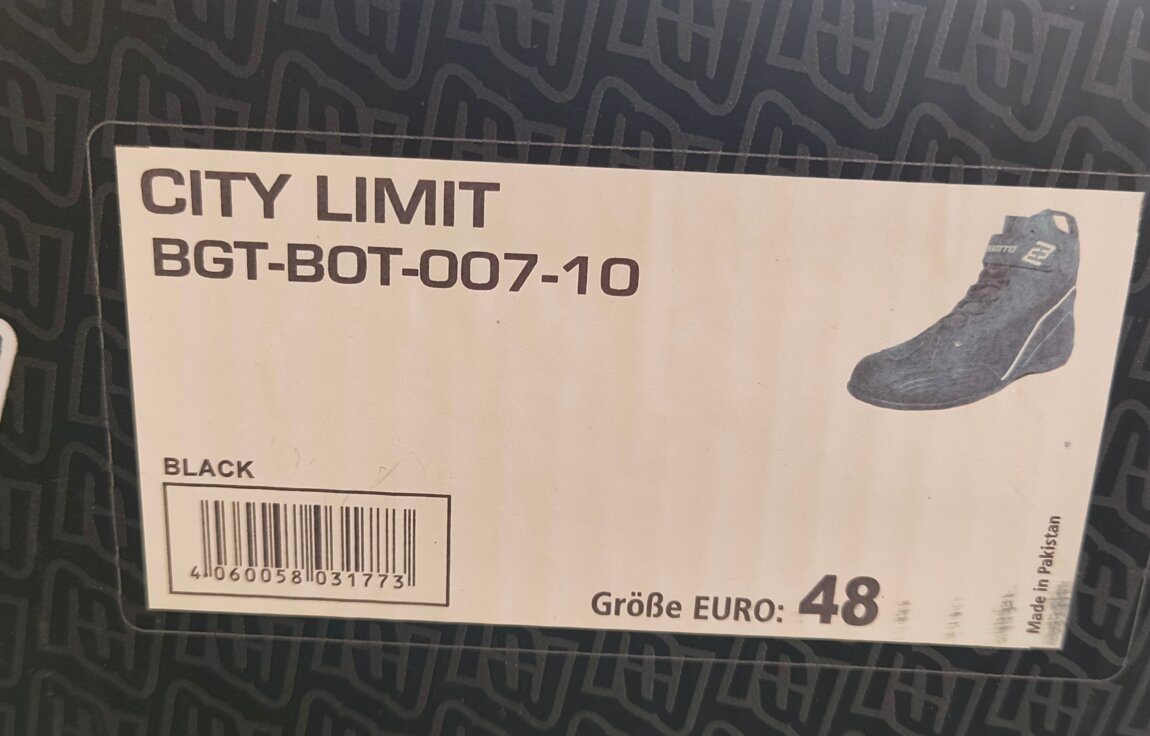 CITY LIMIT
BGT-BOT-007-10
BLACK
4 060058 031773
Größe EURO: 48
Made in Pakistan